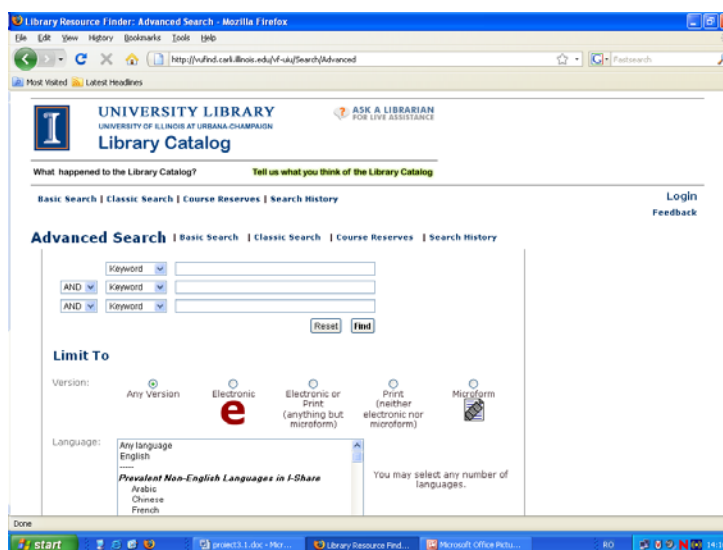 Library Resource Finder: Advanced Search - Mozilla Firefox
File Edit View History Bookmarks Tools Help
http://vufind.carli.illinois.edu/vf-uiu/Search/Advanced
Fastsearch
Most Visited Latest Headlines
UNIVERSITY LIBRARY
UNIVERSITY OF ILLINOIS AT URBANA-CHAMPAIGN
Library Catalog
? ASK A LIBRARIAN
FOR LIVE ASSISTANCE
What happened to the Library Catalog? Tell us what you think of the Library Catalog
Basic Search | Classic Search | Course Reserves | Search History
Login
Feedback
Advanced Search | Basic Search | Classic Search | Course Reserves | Search History
Keyword
AND Keyword
AND Keyword
Reset Find
Limit To
Version:
Any Version
Electronic
e
Electronic or
Print
(anything but
microform)
Print
(neither
electronic nor
microform)
Microform
Language:
Any language
English
-----
Prevalent Non-English Languages in I-Share
Arabic
Chinese
French
You may select any number of
languages.
Done
start
proiect3.1.doc - Micr...
Library Resource Find...
Microsoft Office Pictu...
RO